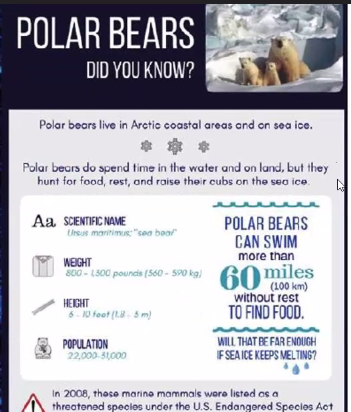 POLAR BEARS
DID YOU KNOW?
Polar bears live in Arctic coastal areas and on sea ice.
Polar bears do spend time in the water and on land, but they
hunt for food, rest, and raise their cubs on the sea ice.
Aa SCIENTIFIC NAME
Ursus maritimus; "sea bear"
WEIGHT
800 - 1,300 pounds (360 - 590 kg)
HEIGHT
6 - 10 feet (1.8 - 3 m)
POPULATION
22,000-31,000
POLAR BEARS
CAN SWIM
more than
60 miles
(100 km)
without rest
TO FIND FOOD.
WILL THAT BE FAR ENOUGH
IF SEA ICE KEEPS MELTING?
In 2008, these marine mammals were listed as a
threatened species under the U.S. Endangered Species Act